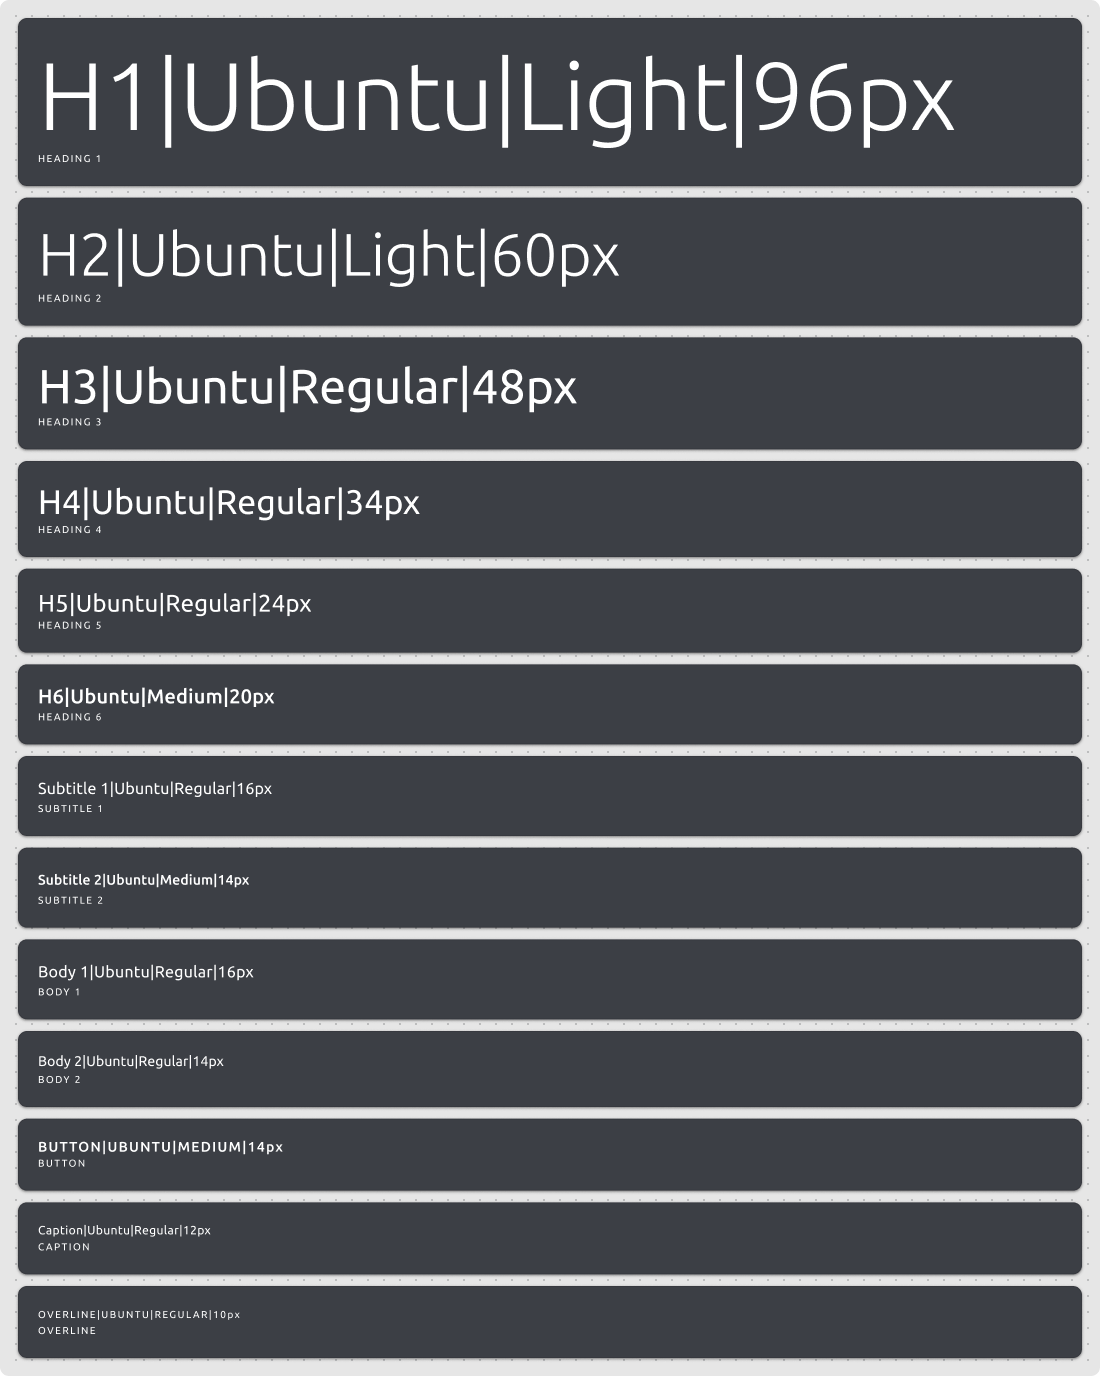 H1|Ubuntu|Light|96px
HEADING 1
H2|Ubuntu|Light|60px
HEADING 2
H3|Ubuntu|Regular|48px
HEADING 3
H4|Ubuntu|Regular|34px
HEADING 4
H5|Ubuntu|Regular|24px
HEADING 5
H6|Ubuntu|Medium|20px
HEADING 6
Subtitle 1|Ubuntu|Regular|16px
SUBTITLE 1
Subtitle 2|Ubuntu|Medium|14px
SUBTITLE 2
Body 1|Ubuntu|Regular|16px
BODY 1
Body 2|Ubuntu|Regular|14px
BODY 2
BUTTON|UBUNTU|MEDIUM|14px
BUTTON
Caption|Ubuntu|Regular|12px
CAPTION
OVERLINE|UBUNTU|REGULAR|10px
OVERLINE